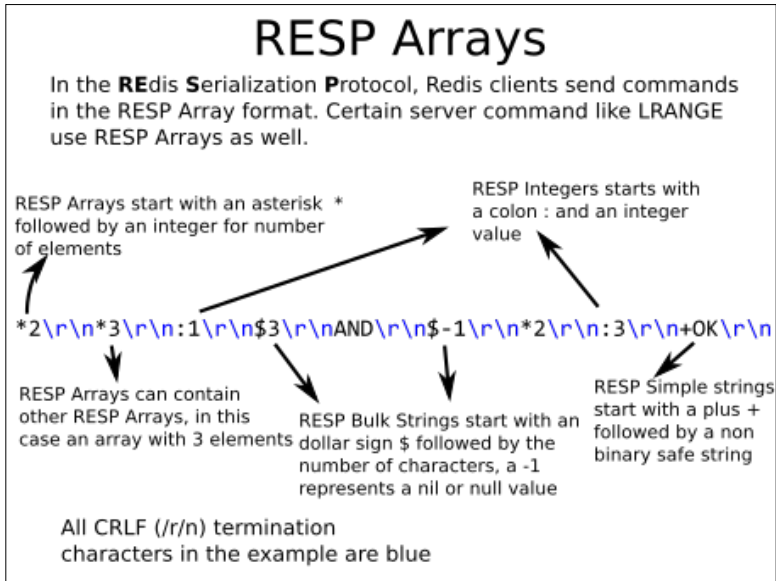 RESP Arrays
In the REdis Serialization Protocol, Redis clients send commands
in the RESP Array format. Certain server command like LRANGE
use RESP Arrays as well.
RESP Arrays start with an asterisk *
followed by an integer for number
of elements
RESP Integers starts with
a colon : and an integer
value
*2\r\n*3\r\n:1\r\n$3\r\nAND\r\n$-1\r\n*2\r\n:3\r\n+OK\r\n
RESP Arrays can contain
other RESP Arrays, in this
case an array with 3 elements
RESP Bulk Strings start with an
dollar sign $ followed by the
number of characters, a -1
represents a nil or null value
RESP Simple strings
start with a plus +
followed by a non
binary safe string
All CRLF (/r/n) termination
characters in the example are blue